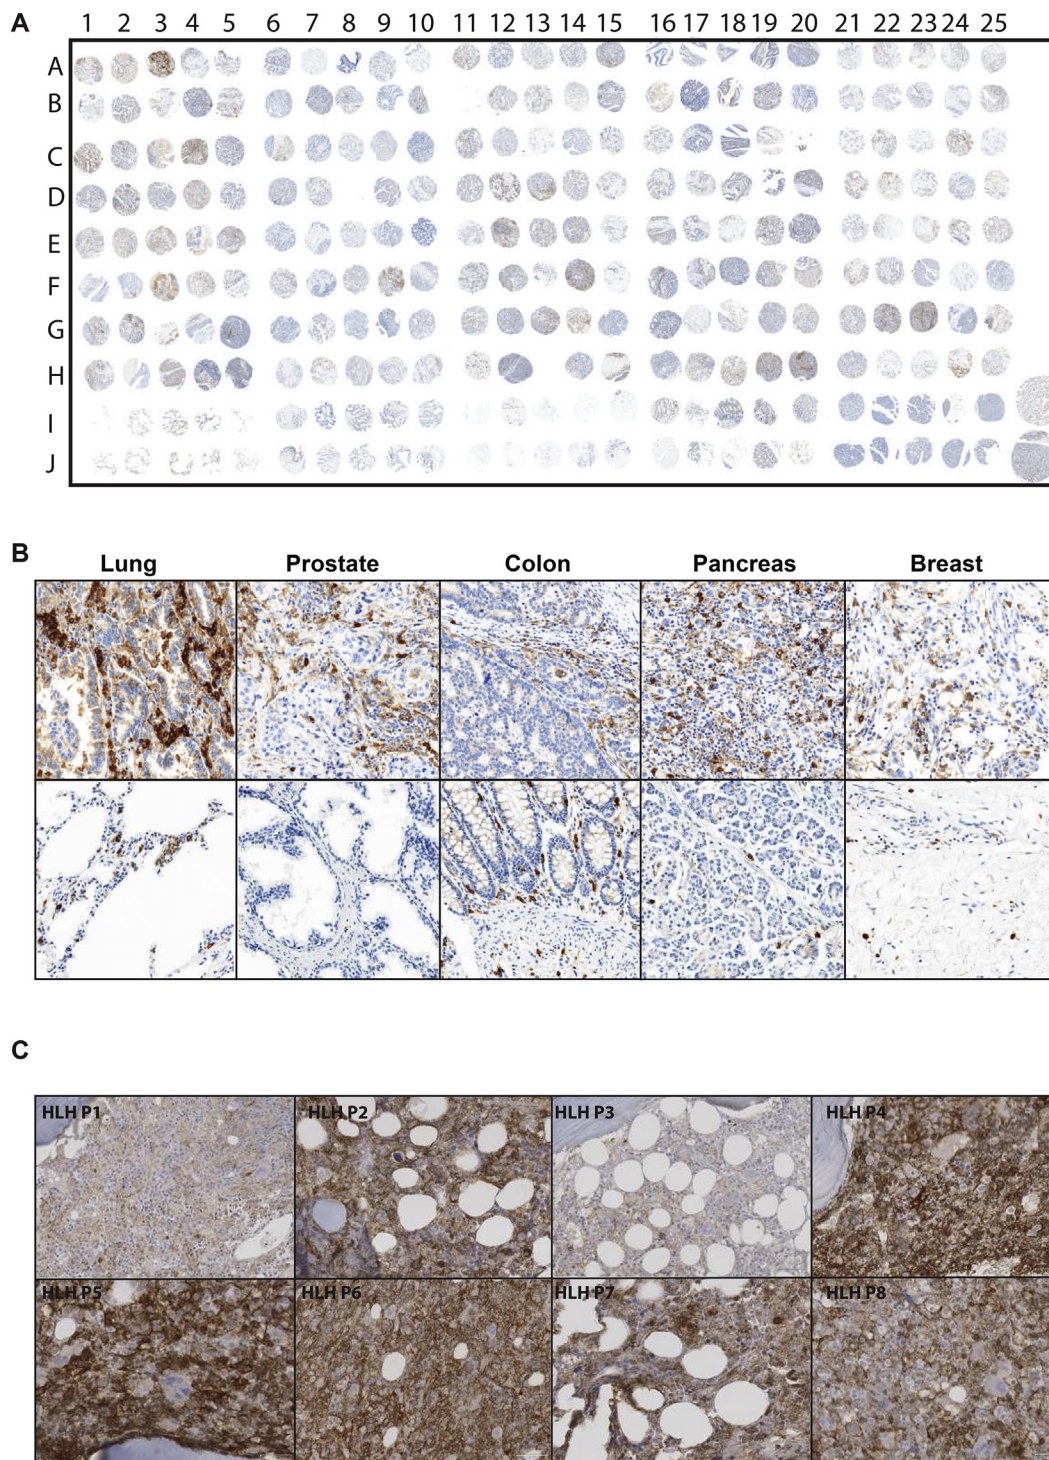 A
1 2 3 4 5 6 7 8 9 10 11 12 13 14 15 16 17 18 19 20 21 22 23 24 25
A
B
C
D
E
F
G
H
I
J
B
Lung Prostate Colon Pancreas Breast
C
HLH P1 HLH P2 HLH P3 HLH P4
HLH P5 HLH P6 HLH P7 HLH P8